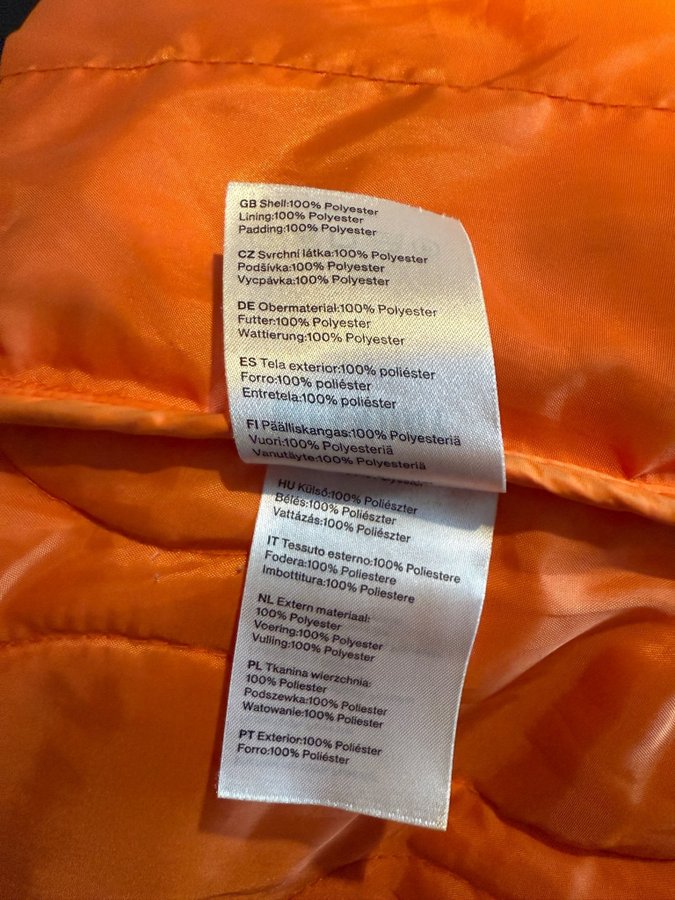 GB Shell:100% Polyester
Lining:100% Polyester
Padding:100% Polyester
CZ Svrchní látka:100% Polyester
Podšívka:100% Polyester
Vycpávka:100% Polyester
DE Obermaterial:100% Polyester
Futter:100% Polyester
Wattierung:100% Polyester
ES Tela exterior:100% poliéster
Forro:100% poliéster
Entretela:100% poliéster
FI Päälliskangas:100% Polyesteriä
Vuori:100% Polyesteriä
Vanutäyte:100% Polyesteriä
HU Külső:100% Poliészter
Bélés:100% Poliészter
Vattázás:100% Poliészter
IT Tessuto esterno:100% Poliestere
Fodera:100% Poliestere
Imbottitura:100% Poliestere
NL Extern materiaal:
100% Polyester
Voering:100% Polyester
Vulling:100% Polyester
PL Tkanina wierzchnia:
100% Poliester
Podszewka:100% Poliester
Watowanie:100% Poliester
PT Exterior:100% Poliéster
Forro:100% Poliéster